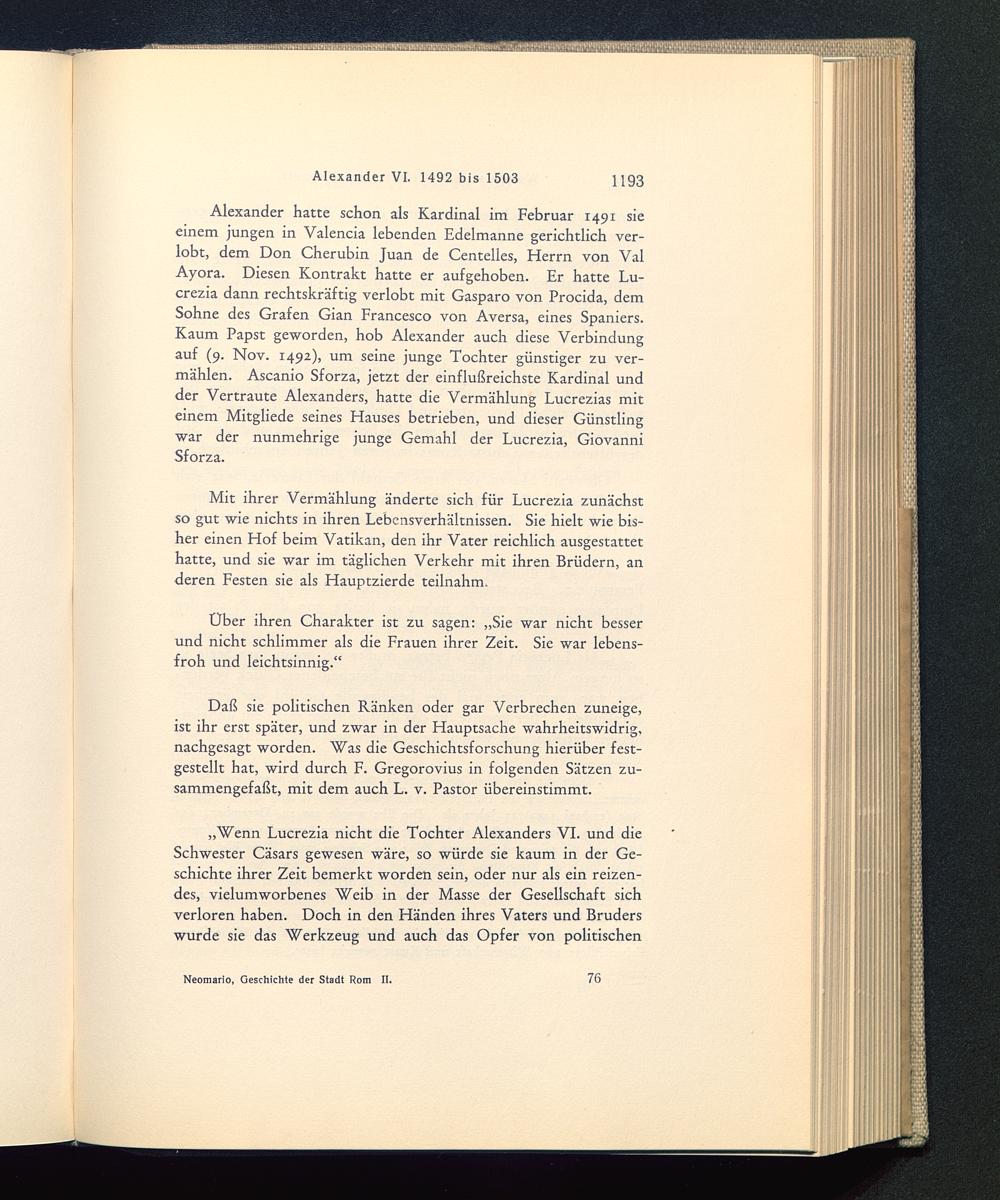 Alexander VI. 1492 bis 1503 1193
Alexander hatte schon als Kardinal im Februar 1491 sie
einem jungen in Valencia lebenden Edelmanne gerichtlich ver-
lobt, dem Don Cherubin Juan de Centelles, Herrn von Val
Ayora. Diesen Kontrakt hatte er aufgehoben. Er hatte Lu-
crezia dann rechtskräftig verlobt mit Gasparo von Procida, dem
Sohne des Grafen Gian Francesco von Aversa, eines Spaniers.
Kaum Papst geworden, hob Alexander auch diese Verbindung
auf (9. Nov. 1492), um seine junge Tochter günstiger zu ver-
mählen. Ascanio Sforza, jetzt der einflußreichste Kardinal und
der Vertraute Alexanders, hatte die Vermählung Lucrezias mit
einem Mitgliede seines Hauses betrieben, und dieser Günstling
war der nunmehrige junge Gemahl der Lucrezia, Giovanni
Sforza.
Mit ihrer Vermählung änderte sich für Lucrezia zunächst
so gut wie nichts in ihren Lebensverhältnissen. Sie hielt wie bis-
her einen Hof beim Vatikan, den ihr Vater reichlich ausgestattet
hatte, und sie war im täglichen Verkehr mit ihren Brüdern, an
deren Festen sie als Hauptzierde teilnahm.
Über ihren Charakter ist zu sagen: „Sie war nicht besser
und nicht schlimmer als die Frauen ihrer Zeit. Sie war lebens-
froh und leichtsinnig.“
Daß sie politischen Ränken oder gar Verbrechen zuneige,
ist ihr erst später, und zwar in der Hauptsache wahrheitswidrig,
nachgesagt worden. Was die Geschichtsforschung hierüber fest-
gestellt hat, wird durch F. Gregorovius in folgenden Sätzen zu-
sammengefaßt, mit dem auch L. v. Pastor übereinstimmt.
„Wenn Lucrezia nicht die Tochter Alexanders VI. und die
Schwester Cäsars gewesen wäre, so würde sie kaum in der Ge-
schichte ihrer Zeit bemerkt worden sein, oder nur als ein reizen-
des, vielumworbenes Weib in der Masse der Gesellschaft sich
verloren haben. Doch in den Händen ihres Vaters und Bruders
wurde sie das Werkzeug und auch das Opfer von politischen
Neomario, Geschichte der Stadt Rom II. 76